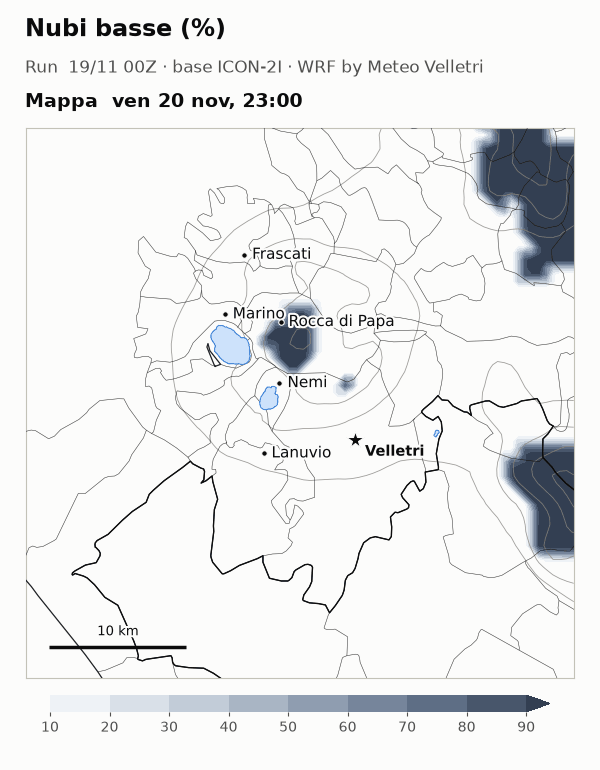 Nubi basse (%)
Run  19/11 00Z · base ICON-2I · WRF by Meteo Velletri
Mappa  ven 20 nov, 23:00
Frascati
Marino
Rocca di Papa
Nemi
Velletri
Lanuvio
10 km
10 20 30 40 50 60 70 80 90